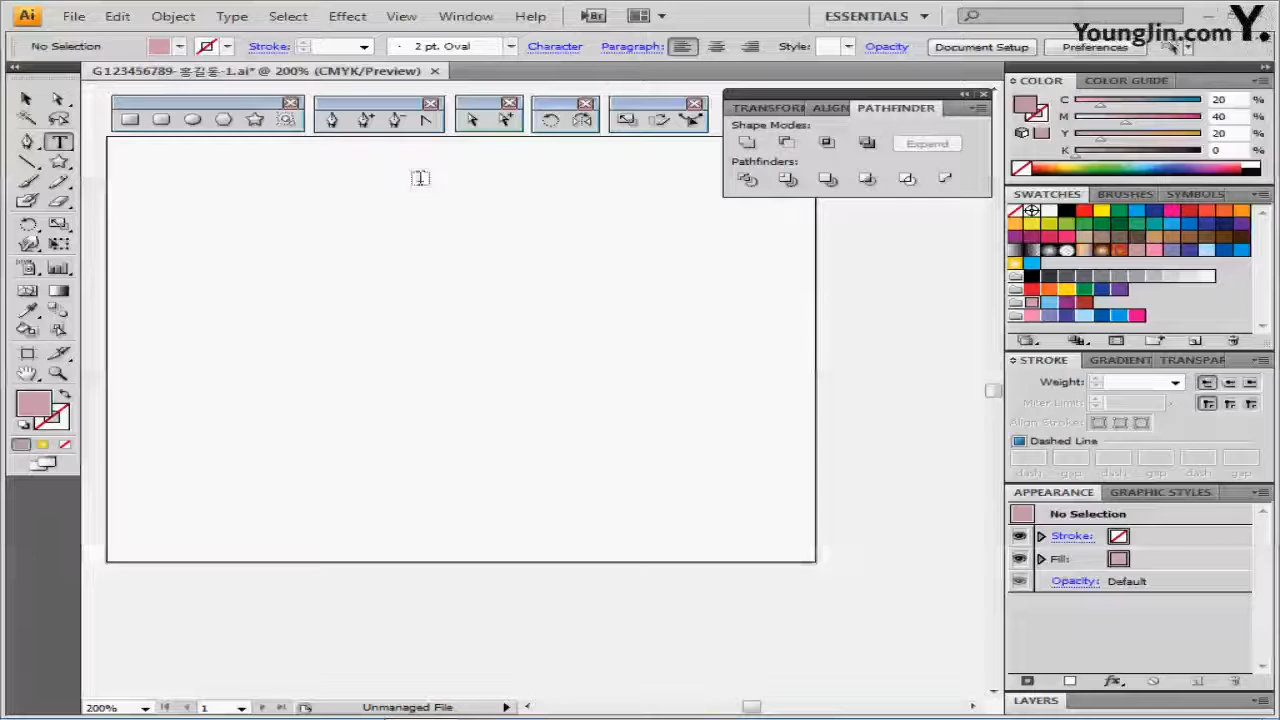 Ai File Edit Object Type Select Effect View Window Help Br ESSENTIALS
YoungJin.com Y.
No Selection Stroke: 2 pt. Oval Character Paragraph: Style: Opacity Document Setup Preferences
G123456789-홍길동-1.ai* @ 200% (CMYK/Preview)
TRANSFORM ALIGN PATHFINDER
Shape Modes:
Expand
Pathfinders:
COLOR COLOR GUIDE
C 20 %
M 40 %
Y 20 %
K 0 %
SWATCHES BRUSHES SYMBOLS
STROKE GRADIENT TRANSPAR
Weight:
Miter Limit:
Align Stroke:
Dashed Line
dash gap dash gap dash gap
APPEARANCE GRAPHIC STYLES
No Selection
Stroke:
Fill:
Opacity: Default
LAYERS
200% 1 Unmanaged File